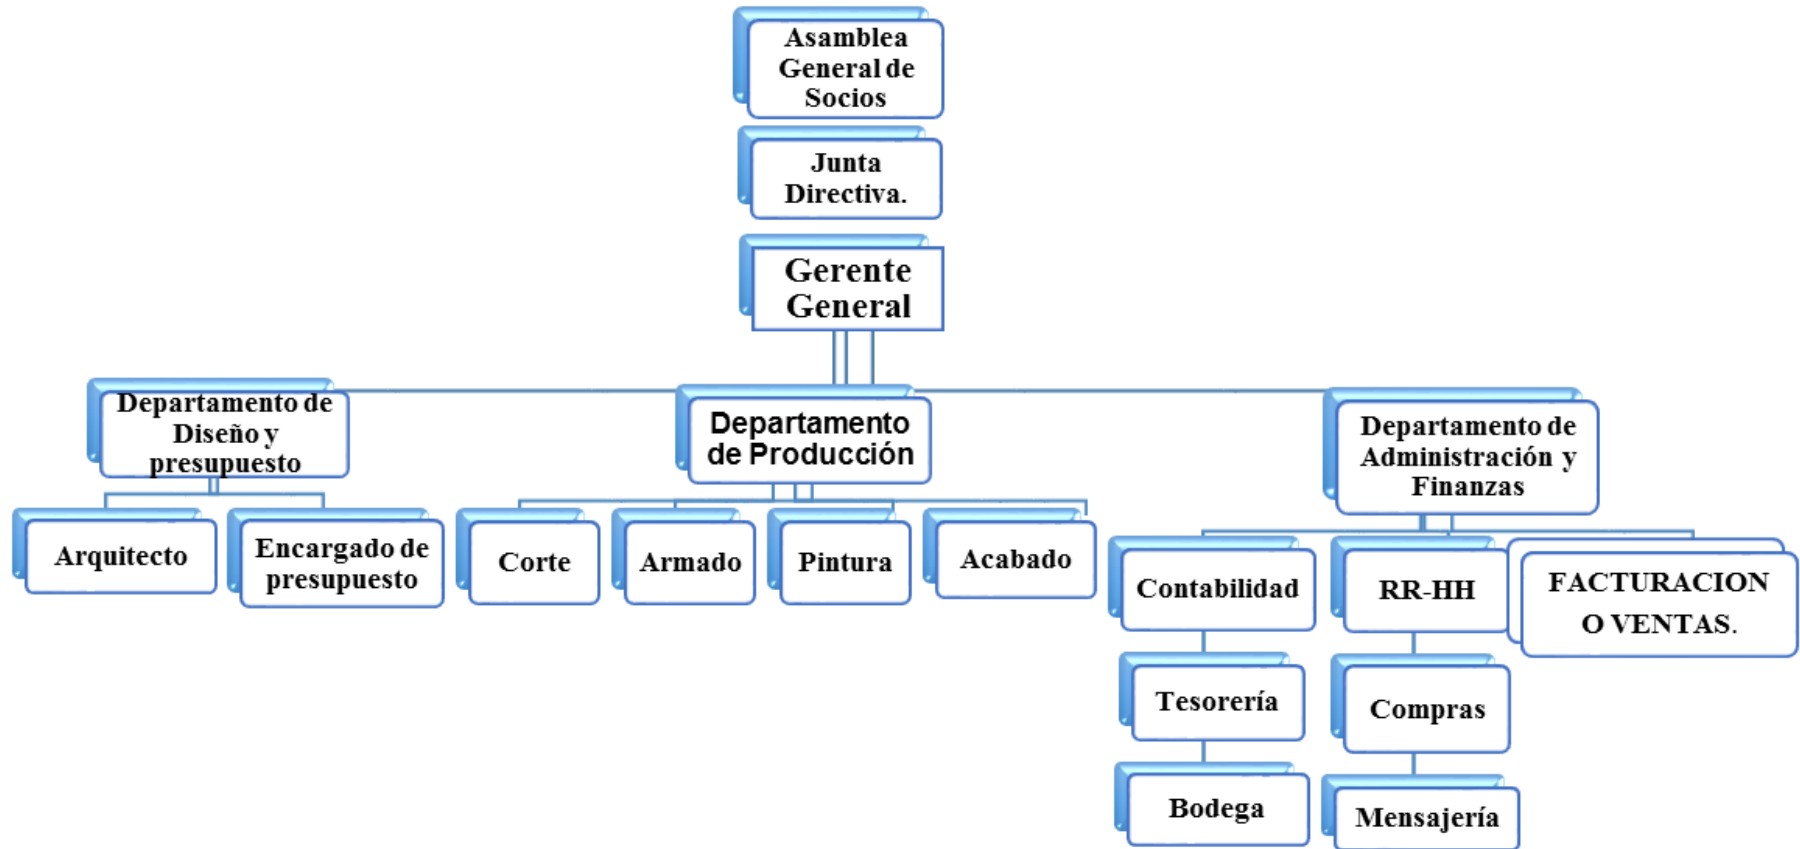 Asamblea
General de
Socios
Junta
Directiva.
Gerente
General
Departamento de
Diseño y
presupuesto
Departamento
de Producción
Departamento de
Administración y
Finanzas
Arquitecto
Encargado de
presupuesto
Corte
Armado
Pintura
Acabado
Contabilidad
RR-HH
FACTURACION
O VENTAS.
Tesorería
Compras
Bodega
Mensajería